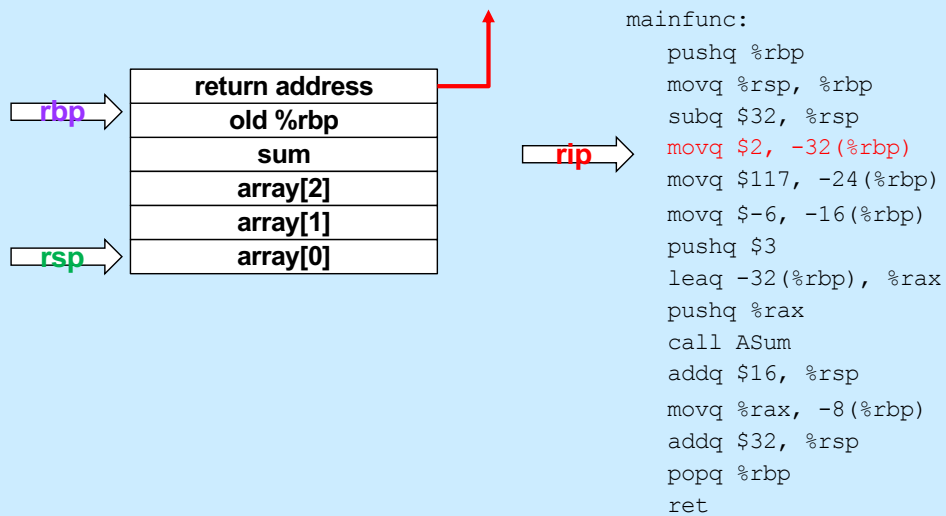 return address
rbp
old %rbp
sum
array[2]
array[1]
rsp
array[0]
rip
mainfunc:
pushq %rbp
movq %rsp, %rbp
subq $32, %rsp
movq $2, -32(%rbp)
movq $117, -24(%rbp)
movq $-6, -16(%rbp)
pushq $3
leaq -32(%rbp), %rax
pushq %rax
call ASum
addq $16, %rsp
movq %rax, -8(%rbp)
addq $32, %rsp
popq %rbp
ret